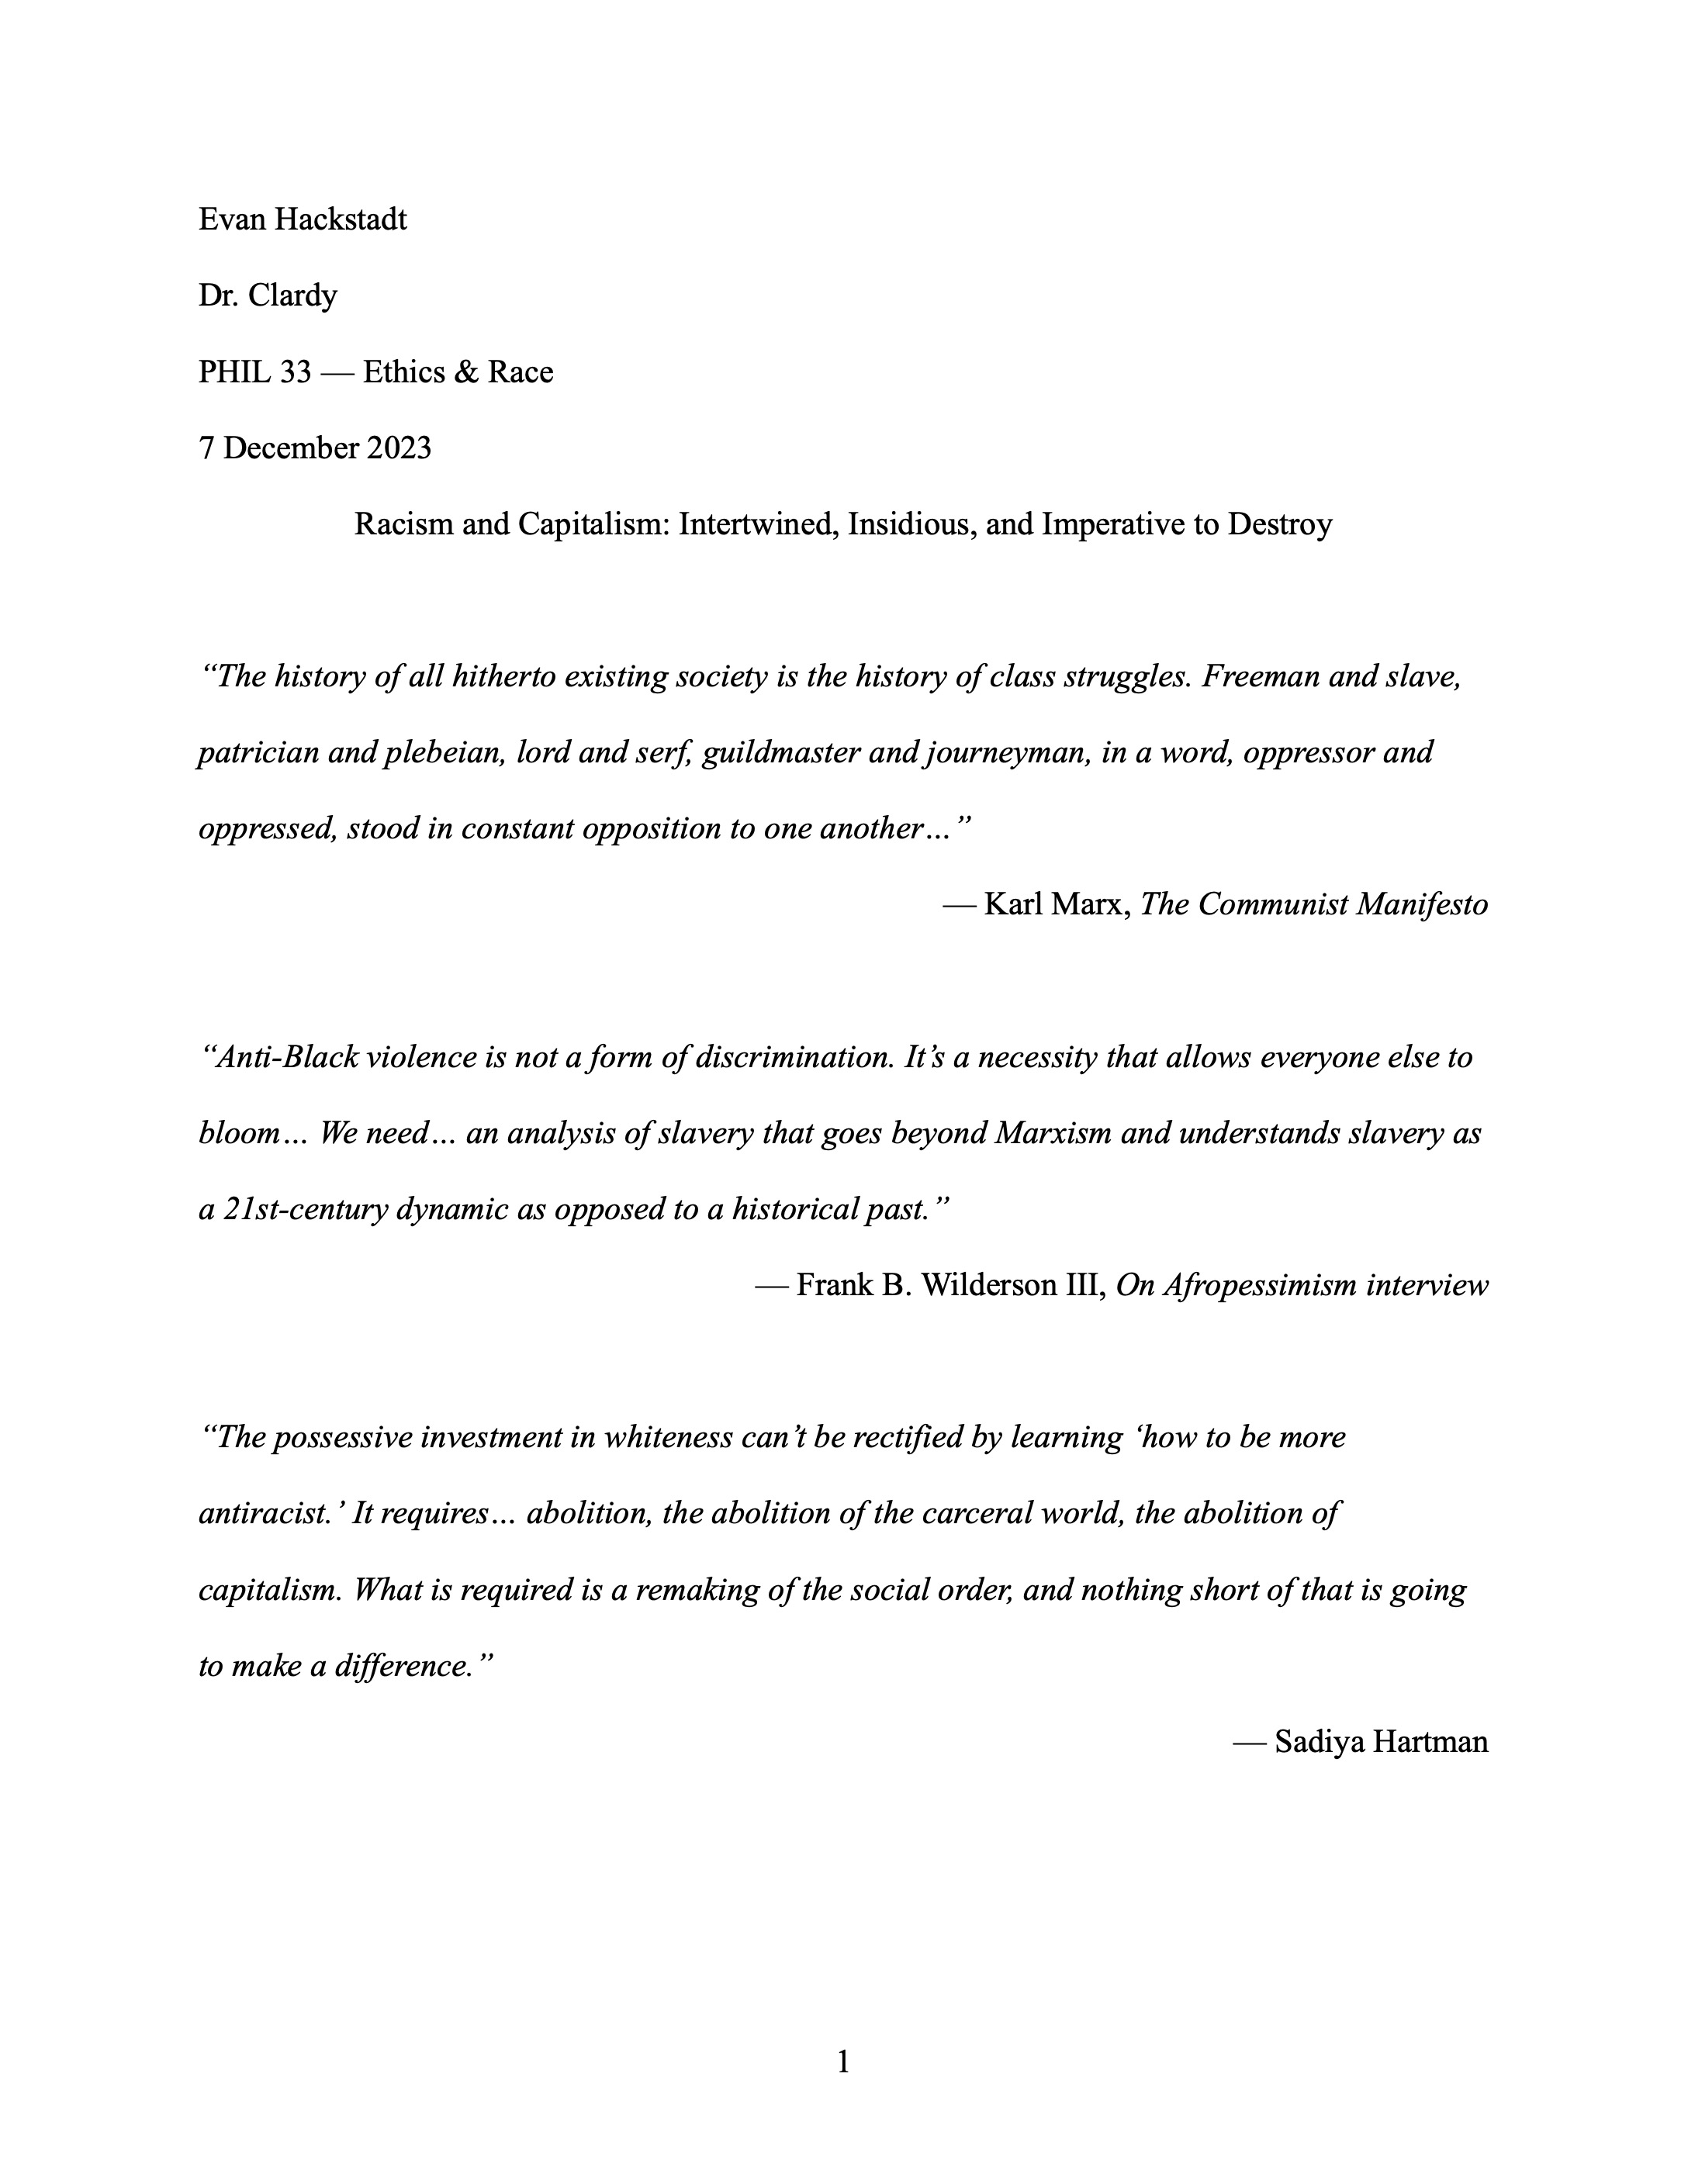 Evan Hackstadt
Dr. Clardy
PHIL 33 — Ethics & Race
7 December 2023
Racism and Capitalism: Intertwined, Insidious, and Imperative to Destroy
“The history of all hitherto existing society is the history of class struggles. Freeman and slave,
patrician and plebeian, lord and serf, guildmaster and journeyman, in a word, oppressor and
oppressed, stood in constant opposition to one another…”
— Karl Marx, The Communist Manifesto
“Anti-Black violence is not a form of discrimination. It’s a necessity that allows everyone else to
bloom… We need… an analysis of slavery that goes beyond Marxism and understands slavery as
a 21st-century dynamic as opposed to a historical past.”
— Frank B. Wilderson III, On Afropessimism interview
“The possessive investment in whiteness can’t be rectified by learning ‘how to be more
antiracist.’ It requires… abolition, the abolition of the carceral world, the abolition of
capitalism. What is required is a remaking of the social order, and nothing short of that is going
to make a difference.”
— Sadiya Hartman
1